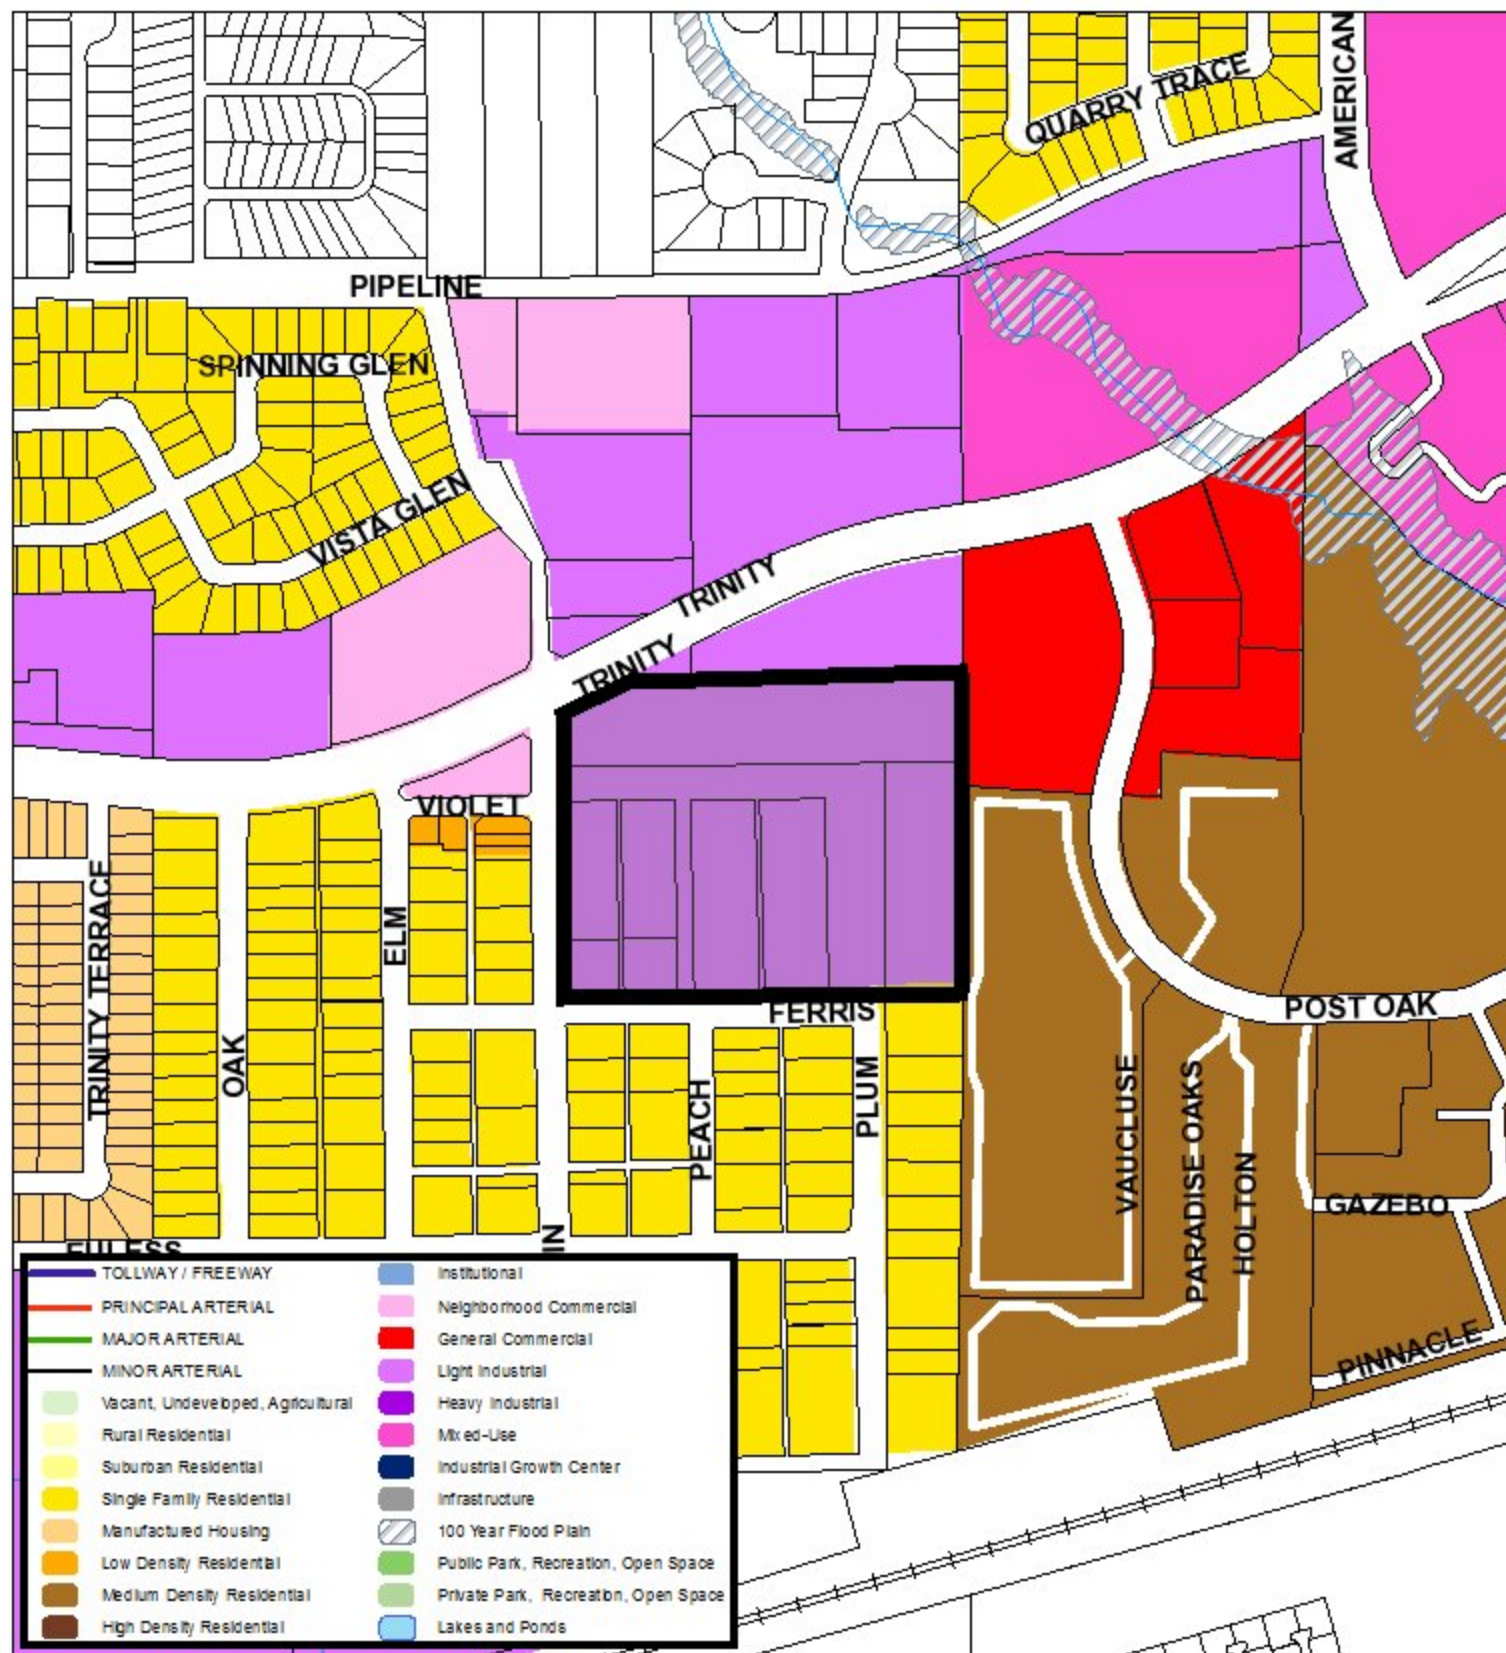 AMERICAN
QUARRY TRACE
PIPELINE
SPINNING GLEN
VISTA GLEN
TRINITY
TRINITY
VIOLET
TRINITY TERRACE
ELM
OAK
FERRIS
POST OAK
PEACH
PLUM
VAUCLUSE
PARADISE OAKS
HOLTON
GAZEBO
PINNACLE
TOLLWAY / FREEWAY
PRINCIPAL ARTERIAL
MAJOR ARTERIAL
MINOR ARTERIAL
Vacant, Undeveloped, Agricultural
Rural Residential
Suburban Residential
Single Family Residential
Manufactured Housing
Low Density Residential
Medium Density Residential
High Density Residential
Institutional
Neighborhood Commercial
General Commercial
Light Industrial
Heavy Industrial
Mixed-Use
Industrial Growth Center
Infrastructure
100 Year Flood Plain
Public Park, Recreation, Open Space
Private Park, Recreation, Open Space
Lakes and Ponds